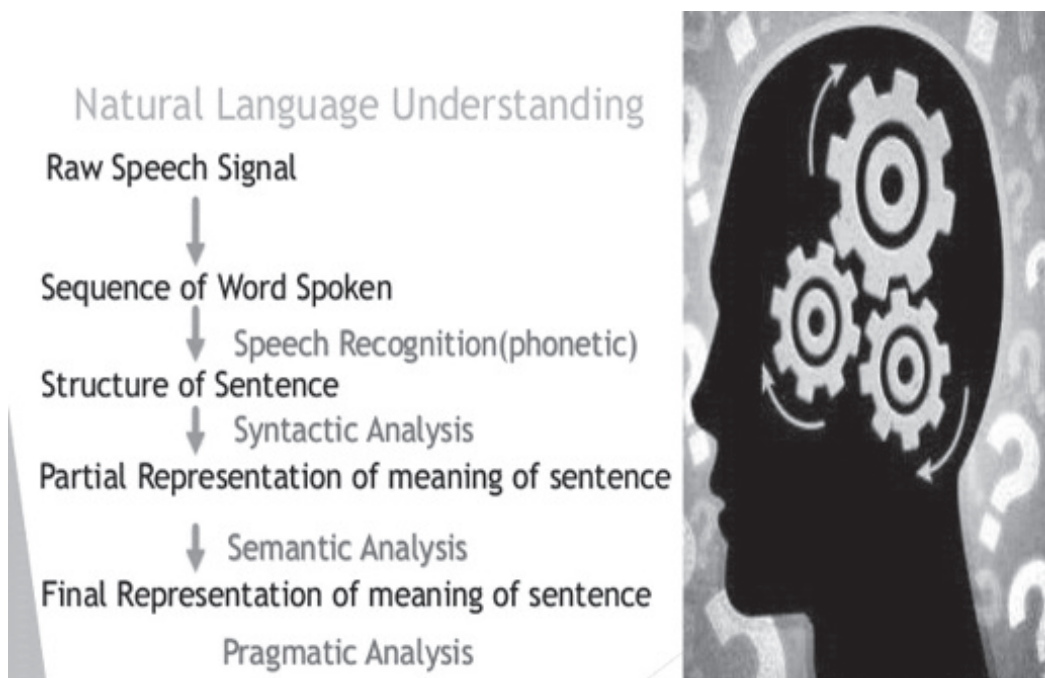 Natural Language Understanding
Raw Speech Signal
Sequence of Word Spoken
Speech Recognition(phonetic)
Structure of Sentence
Syntactic Analysis
Partial Representation of meaning of sentence
Semantic Analysis
Final Representation of meaning of sentence
Pragmatic Analysis